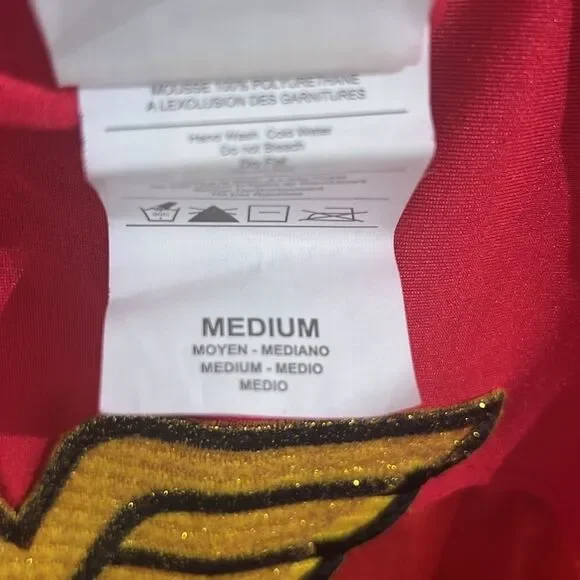 MOUSSE 100% POLYURETHANE
A LEXCLUSION DES GARNITURES
Hand Wash Cold Water
Do not Bleach
Dry Flat
MEDIUM
MOYEN - MEDIANO
MEDIUM - MEDIO
MEDIO